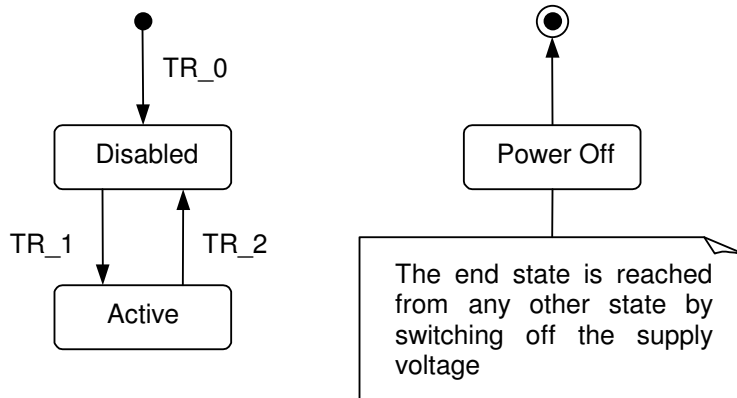 TR_0
Disabled
TR_1
TR_2
Active
Power Off
The end state is reached
from any other state by
switching off the supply
voltage